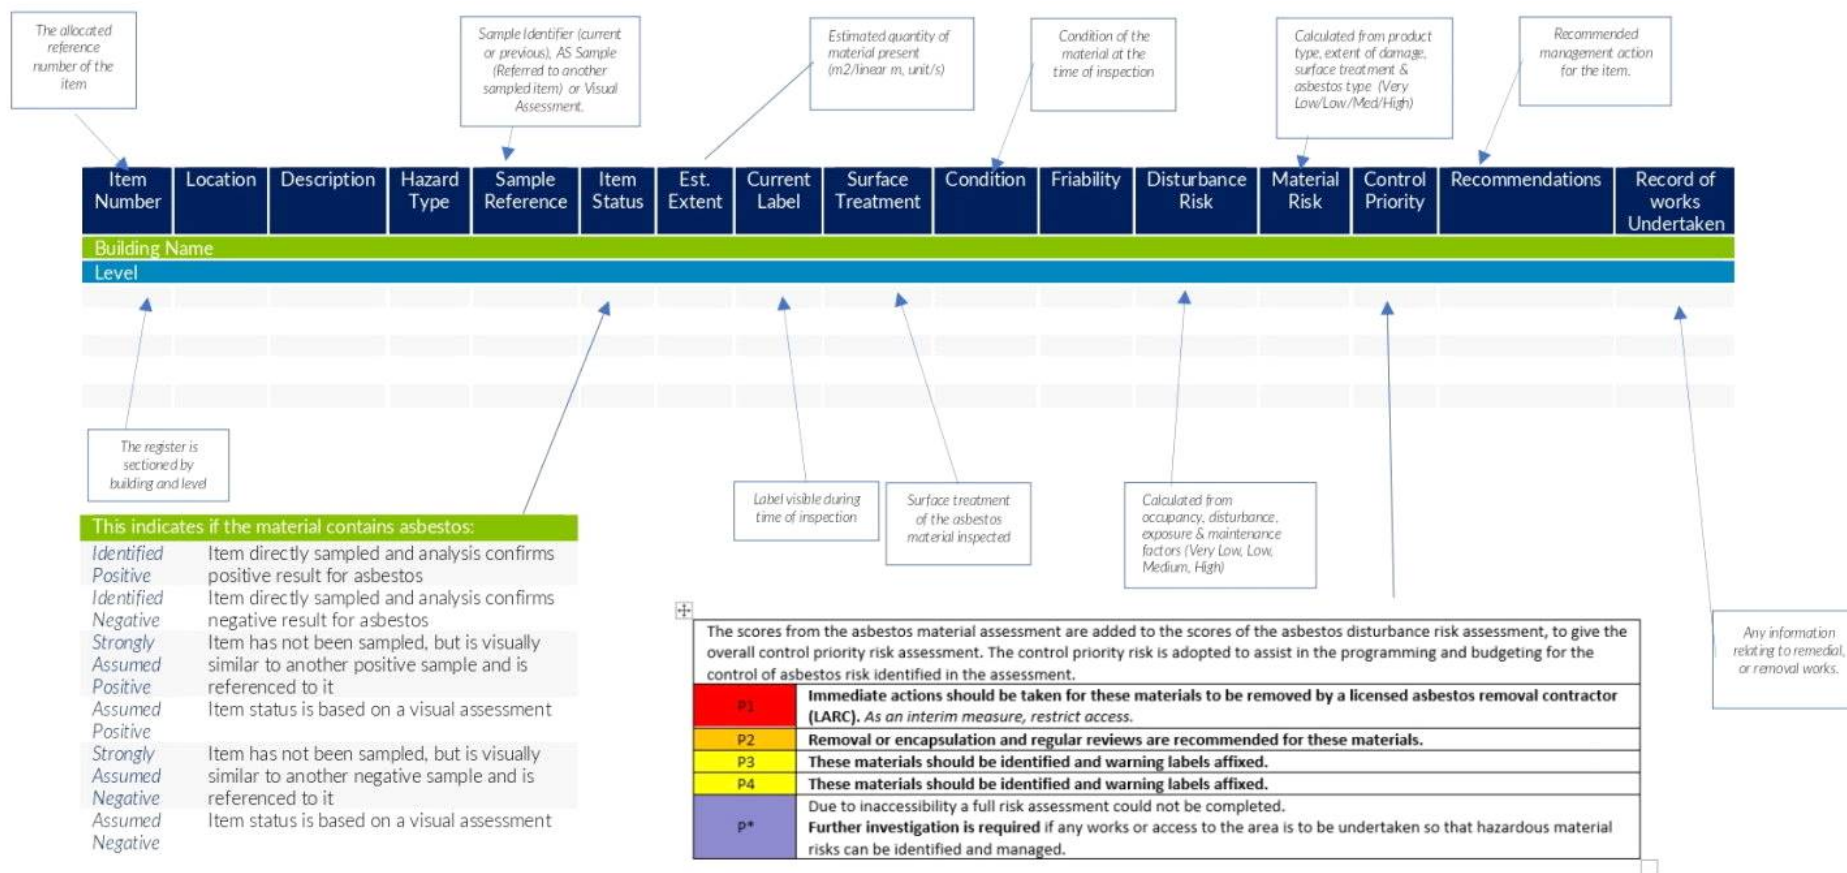 The allocated
reference
number of the
item
Sample Identifier (current
or previous), AS Sample
(Referred to another
sampled item) or Visual
Assessment.
Estimated quantity of
material present
(m2/linear m, unit/s)
Condition of the
material at the
time of inspection
Calculated from product
type, extent of damage,
surface treatment &
asbestos type (Very
Low/Low/Med/High)
Recommended
management action
for the item.
Item Number
Location
Description
Hazard Type
Sample Reference
Item Status
Est. Extent
Current Label
Surface Treatment
Condition
Friability
Disturbance Risk
Material Risk
Control Priority
Recommendations
Record of works Undertaken
Building Name
Level
The register is
sectioned by
building and level
Label visible during
time of inspection
Surface treatment
of the asbestos
material inspected
Calculated from
occupancy, disturbance,
exposure & maintenance
factors (Very Low, Low,
Medium, High)
Any information
relating to remedial,
or removal works.
This indicates if the material contains asbestos:
Identified Item directly sampled and analysis confirms
Positive positive result for asbestos
Identified Item directly sampled and analysis confirms
Negative negative result for asbestos
Strongly Item has not been sampled, but is visually
Assumed similar to another positive sample and is
Positive referenced to it
Assumed Item status is based on a visual assessment
Positive
Strongly Item has not been sampled, but is visually
Assumed similar to another negative sample and is
Negative referenced to it
Assumed Item status is based on a visual assessment
Negative
The scores from the asbestos material assessment are added to the scores of the asbestos disturbance risk assessment, to give the
overall control priority risk assessment. The control priority risk is adopted to assist in the programming and budgeting for the
control of asbestos risk identified in the assessment.
P1
Immediate actions should be taken for these materials to be removed by a licensed asbestos removal contractor
(LARC). As an interim measure, restrict access.
P2 Removal or encapsulation and regular reviews are recommended for these materials.
P3 These materials should be identified and warning labels affixed.
P4 These materials should be identified and warning labels affixed.
P*
Due to inaccessibility a full risk assessment could not be completed.
Further investigation is required if any works or access to the area is to be undertaken so that hazardous material
risks can be identified and managed.